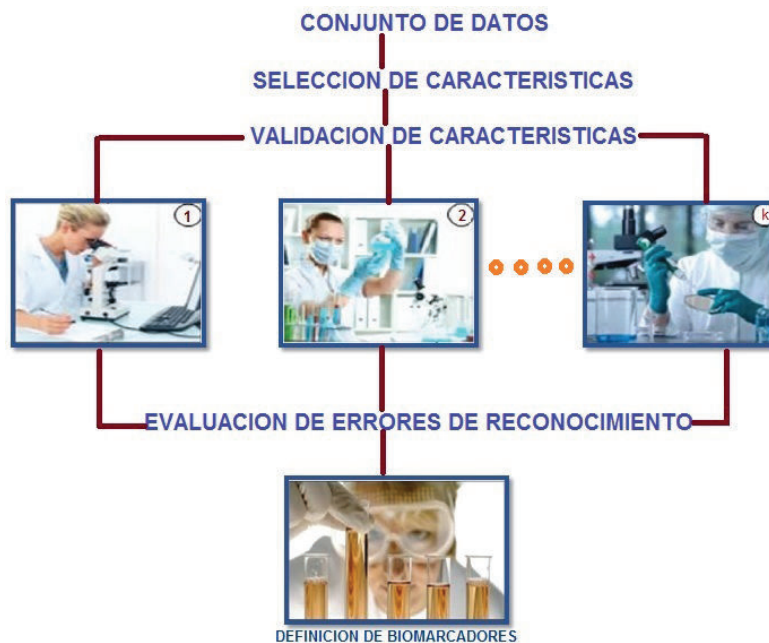 CONJUNTO DE DATOS
SELECCION DE CARACTERISTICAS
VALIDACION DE CARACTERISTICAS
1
2
k
EVALUACION DE ERRORES DE RECONOCIMIENTO
DEFINICION DE BIOMARCADORES